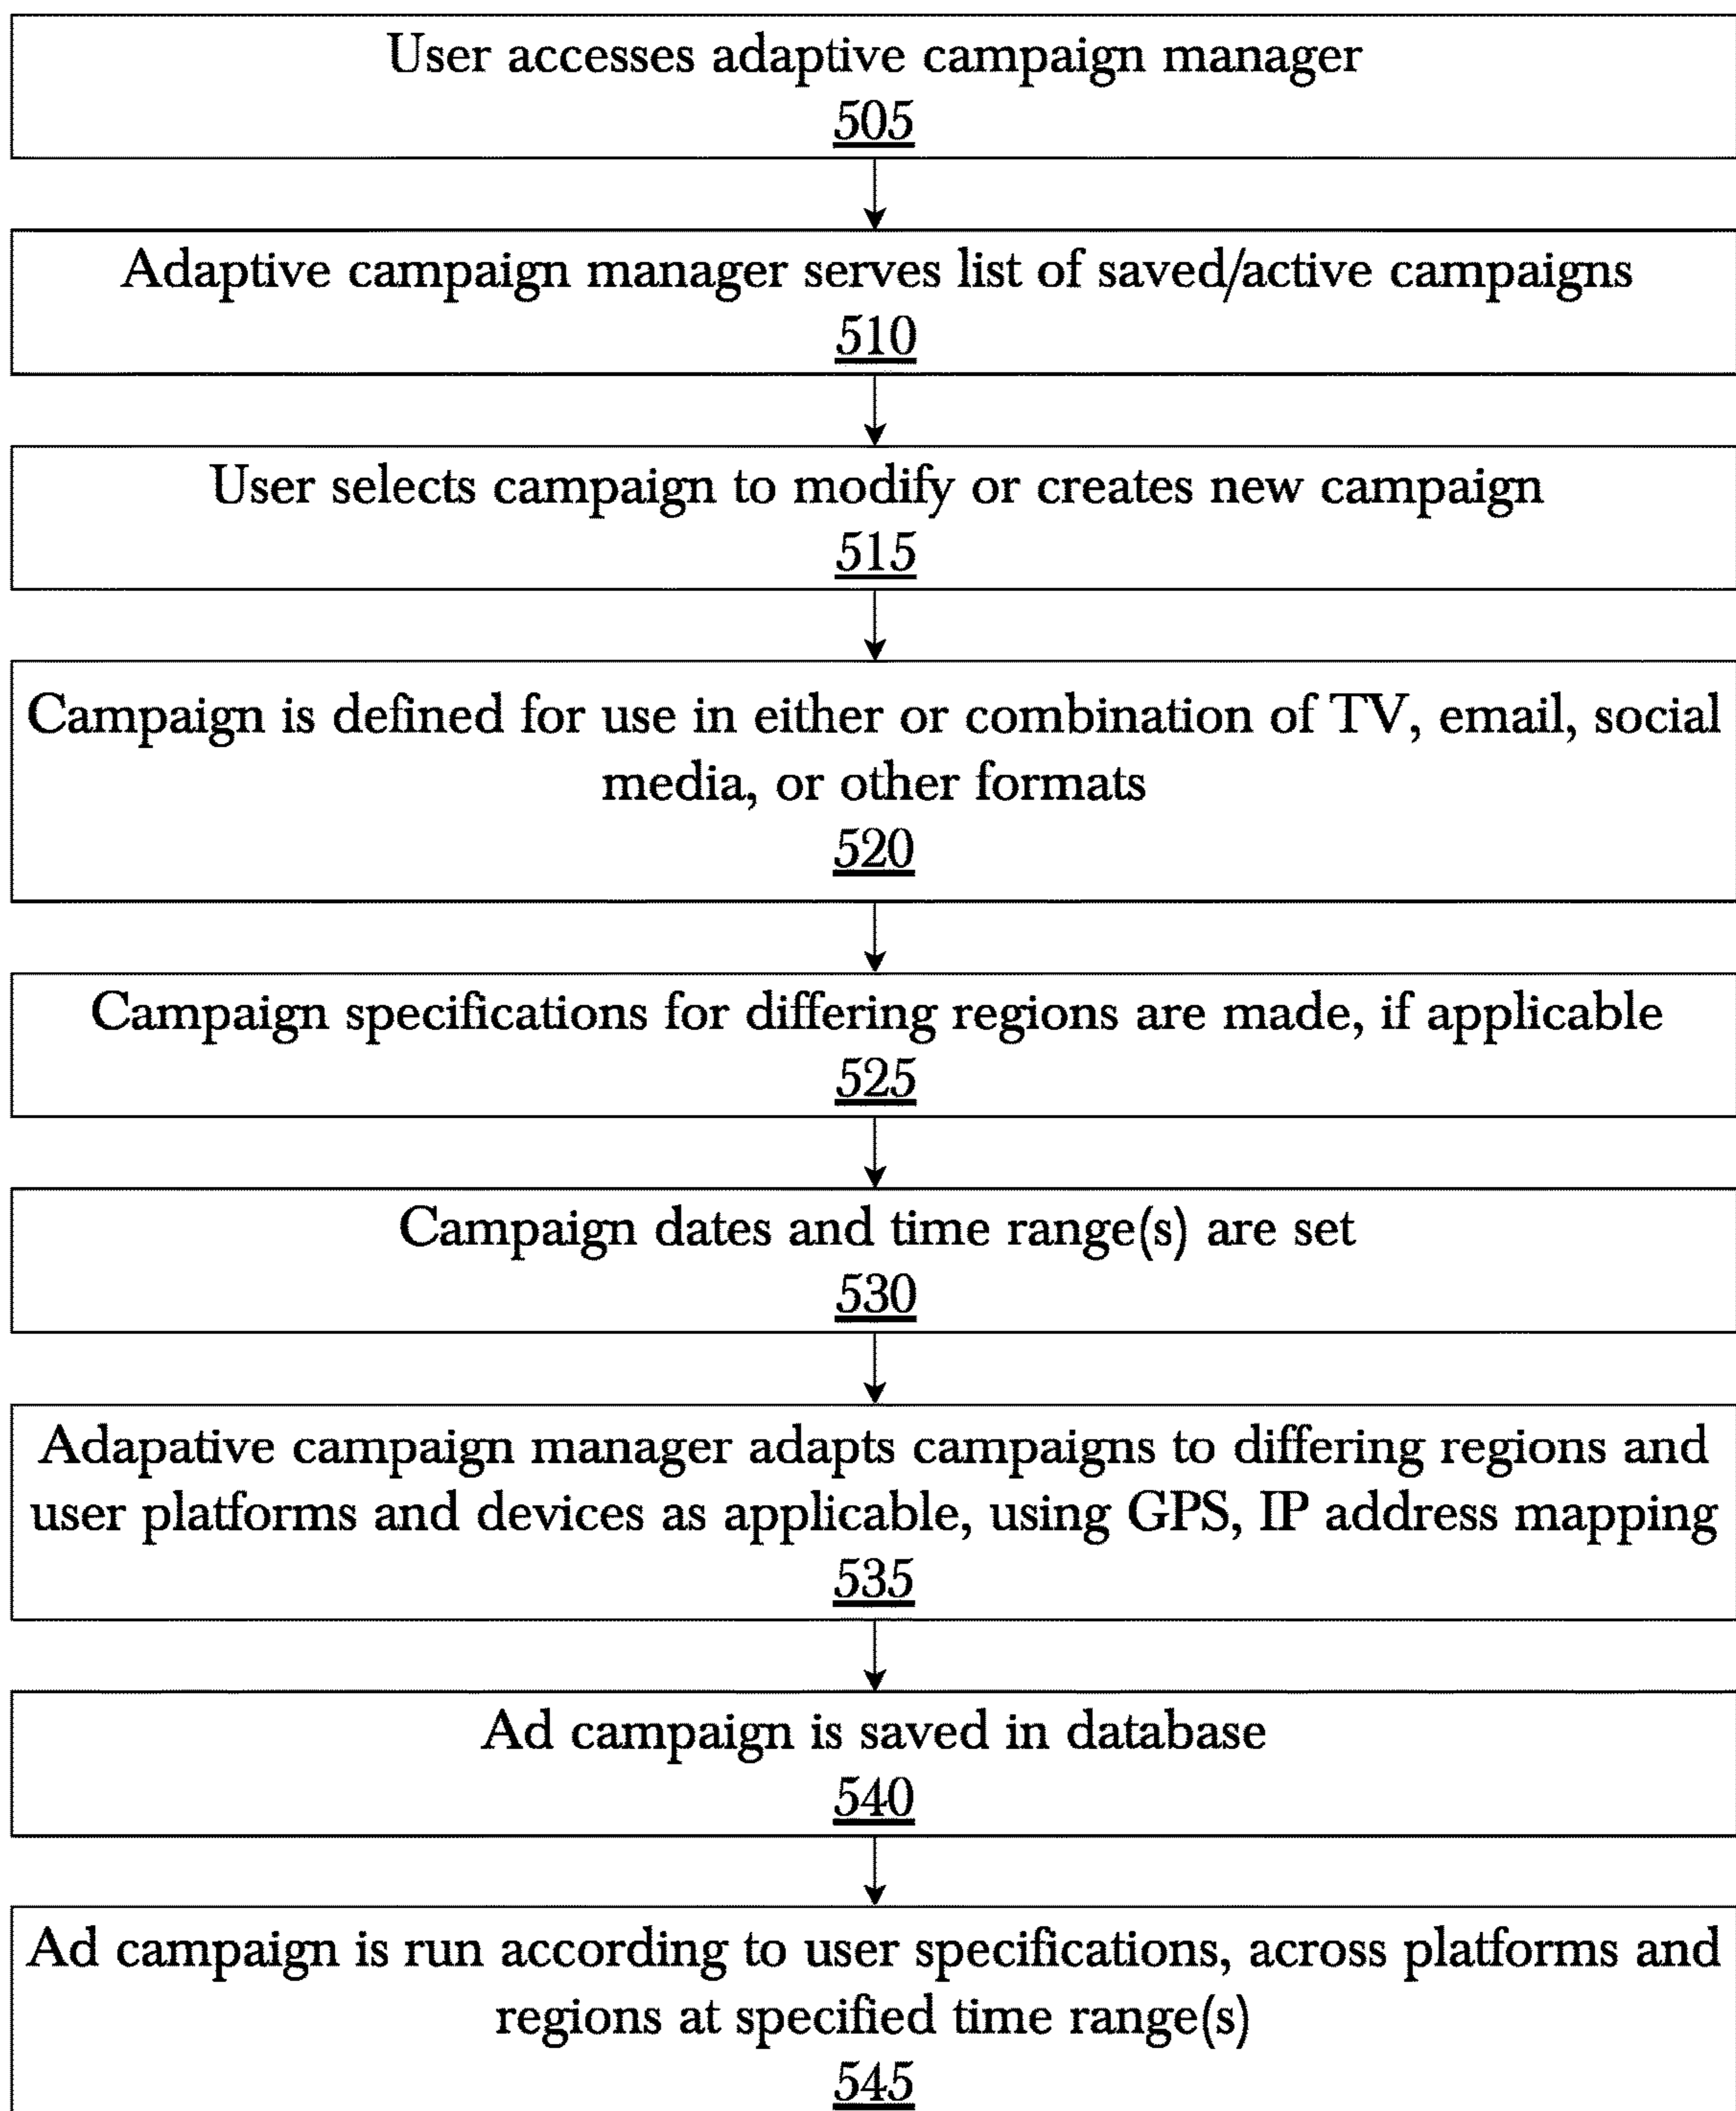 User accesses adaptive campaign manager
505
Adaptive campaign manager serves list of saved/active campaigns
510
User selects campaign to modify or creates new campaign
515
Campaign is defined for use in either or combination of TV, email, social
media, or other formats
520
Campaign specifications for differing regions are made, if applicable
525
Campaign dates and time range(s) are set
530
Adapative campaign manager adapts campaigns to differing regions and
user platforms and devices as applicable, using GPS, IP address mapping
535
Ad campaign is saved in database
540
Ad campaign is run according to user specifications, across platforms and
regions at specified time range(s)
545